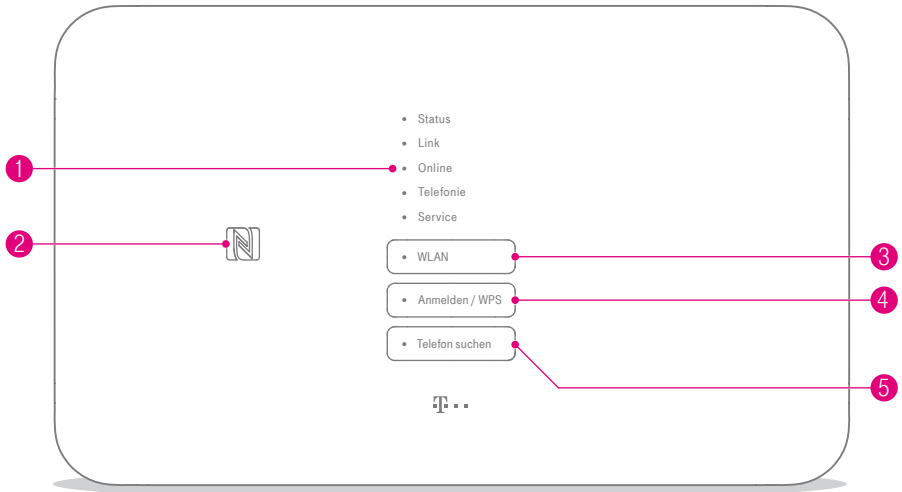 Status
Link
1 Online
Telefonie
2 Service
WLAN 3
Anmelden / WPS 4
Telefon suchen
5
T